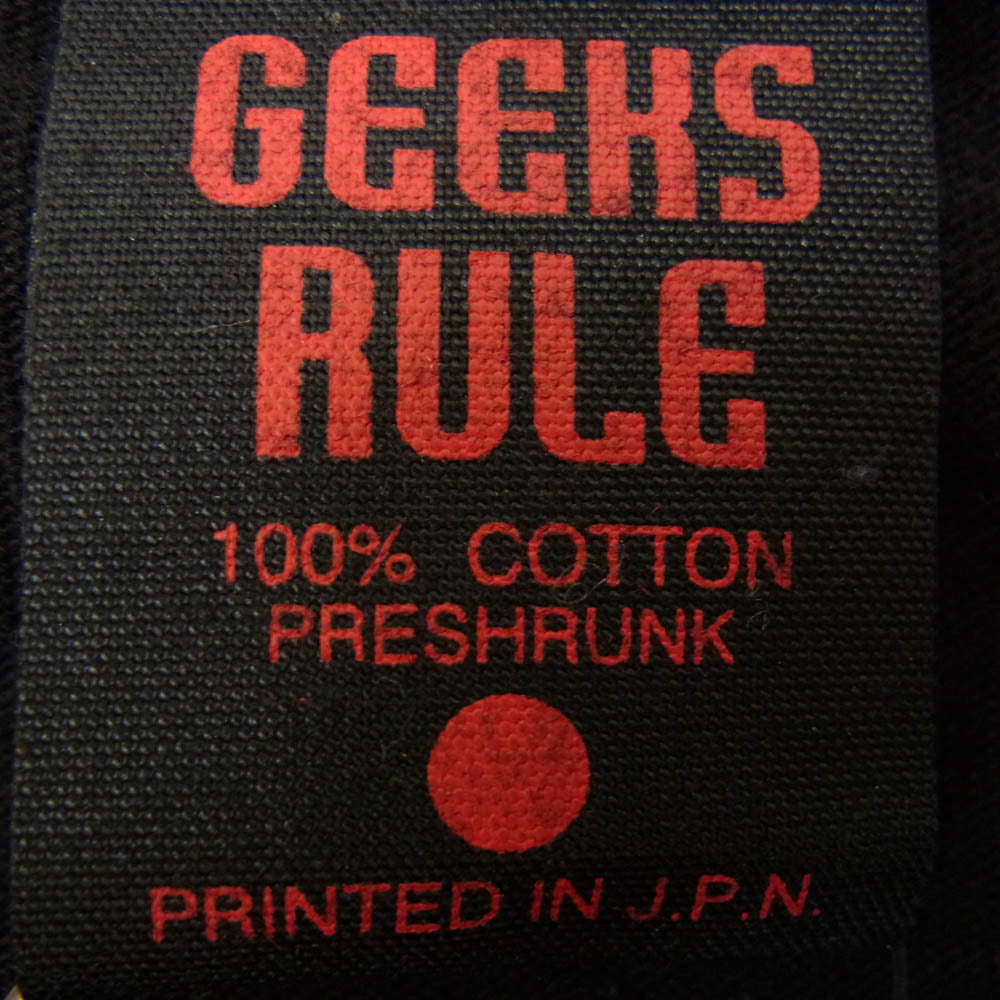 GEEKS
RULE
100% COTTON
PRESHRUNK
PRINTED IN J.P.N.